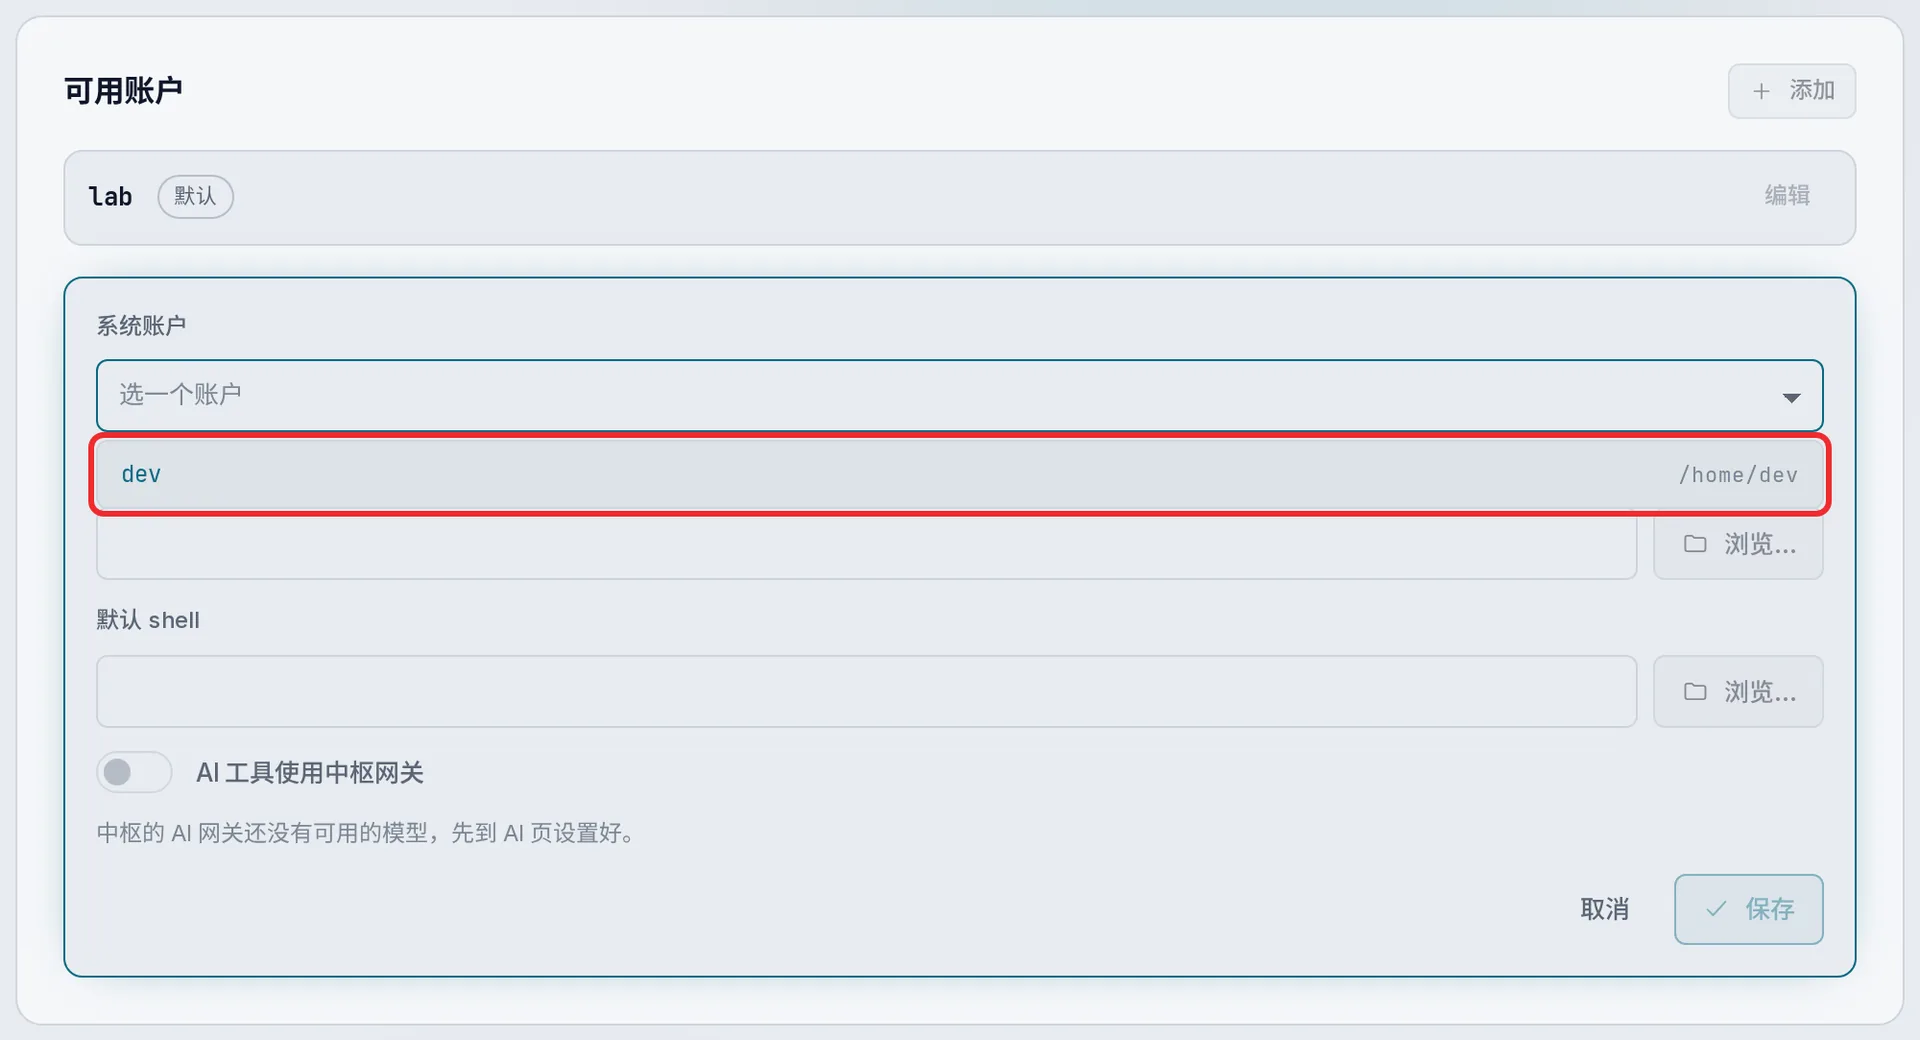 可用账户
+ 添加
lab 默认 编辑
系统账户
选一个账户
dev /home/dev
浏览...
默认 shell
浏览...
AI 工具使用中枢网关
中枢的 AI 网关还没有可用的模型，先到 AI 页设置好。
取消 保存